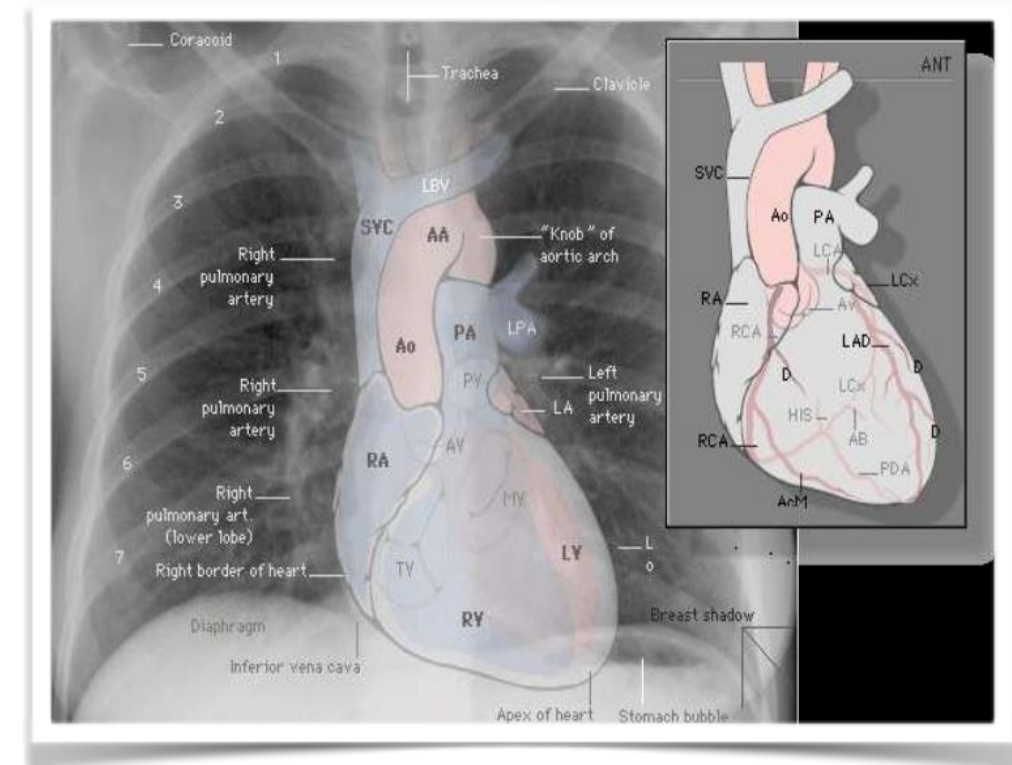 Coracoid
1
Trachea
Clavicle
2
LBV
3
SVC
AA
"Knob" of
aortic arch
Right
pulmonary
artery
4
PA
LPA
Ao
5
PV
Right
pulmonary
artery
Left
pulmonary
artery
LA
AV
RA
6
Right
pulmonary art.
(lower lobe)
MV
7
LV
L
o
Right border of heart
TV
RV
Breast shadow
Diaphragm
Inferior vena cava
Apex of heart
Stomach bubble
ANT
SVC
Ao
PA
LCA
LCx
RA
AV
RCA
LAD
D
D
LCx
HIS
AB
D
RCA
PDA
AcM